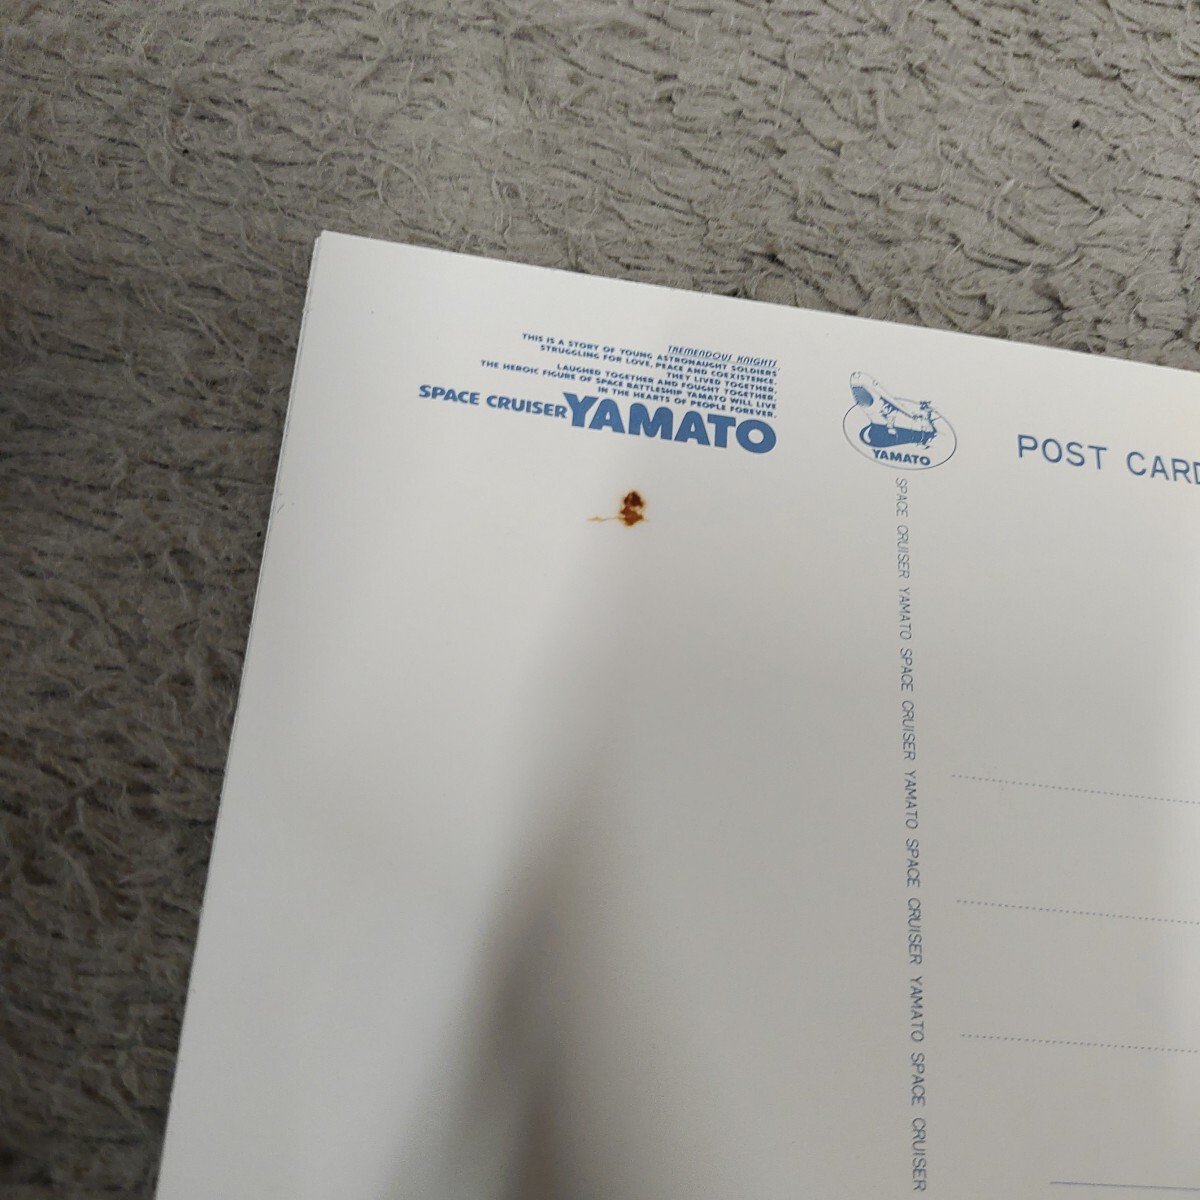 TREMENDOUS KNIGHTS.
THIS IS A STORY OF YOUNG ASTRONAUGHT SOLDIERS
STRUGGLING FOR LOVE, PEACE AND COEXISTENCE.
THEY LIVED TOGETHER,
LAUGHED TOGETHER AND FOUGHT TOGETHER.
THE HEROIC FIGURE OF SPACE BATTLESHIP YAMATO WILL LIVE
IN THE HEARTS OF PEOPLE FOREVER.
SPACE CRUISER YAMATO
YAMATO
POST CARD
SPACE CRUISER YAMATO SPACE CRUISER YAMATO SPACE CRUISER YAMATO SPACE CRUISER